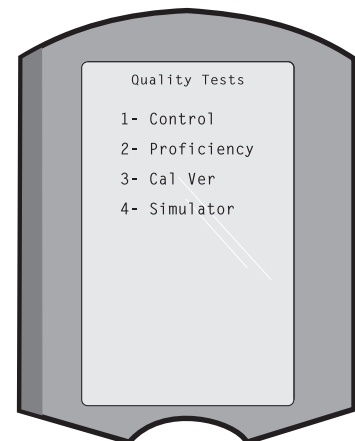 Quality Tests
1- Control
2- Proficiency
3- Cal Ver
4- Simulator